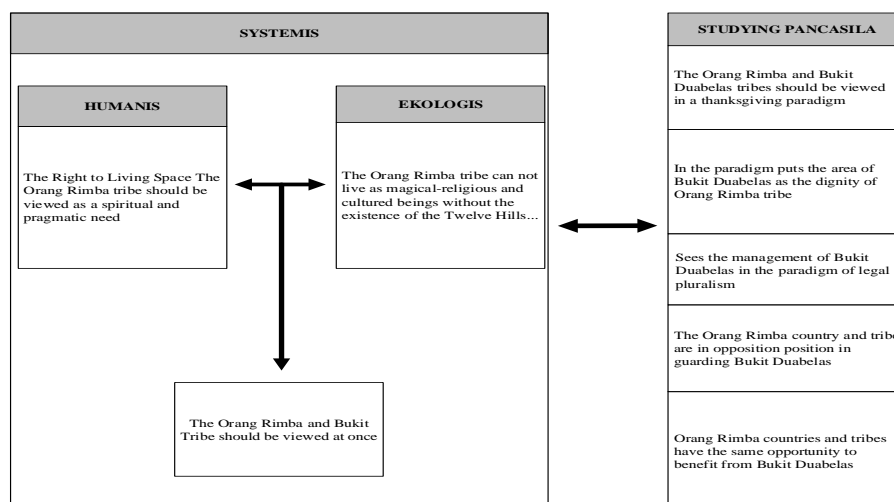 SYSTEMIS
HUMANIS
The Right to Living Space The
Orang Rimba tribe should be
viewed as a spiritual and
pragmatic need
EKOLOGIS
The Orang Rimba tribe can not
live as magical-religious and
cultured beings without the
existence of the Twelve Hills...
The Orang Rimba and Bukit
Tribe should be viewed at once
STUDYING PANCASILA
The Orang Rimba and Bukit
Duabelas tribes should be viewed
in a thanksgiving paradigm
In the paradigm puts the area of
Bukit Duabelas as the dignity of
Orang Rimba tribe
Sees the management of Bukit
Duabelas in the paradigm of legal
pluralism
The Orang Rimba country and tribe
are in opposition position in
guarding Bukit Duabelas
Orang Rimba countries and tribes
have the same opportunity to
benefit from Bukit Duabelas